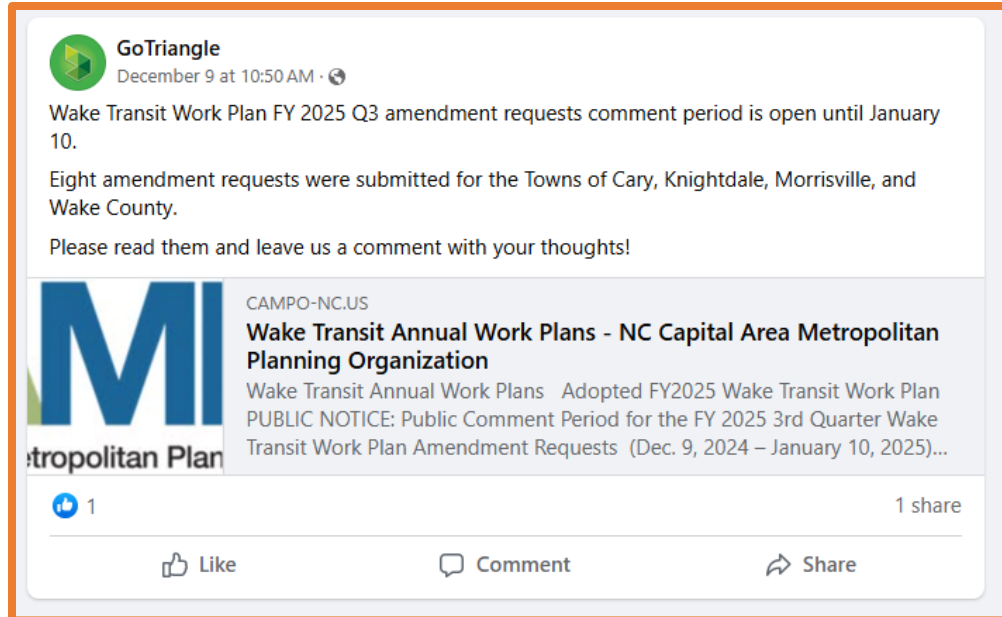 GoTriangle
December 9 at 10:50 AM ·
Wake Transit Work Plan FY 2025 Q3 amendment requests comment period is open until January
10.
Eight amendment requests were submitted for the Towns of Cary, Knightdale, Morrisville, and
Wake County.
Please read them and leave us a comment with your thoughts!
AM
etropolitan Plan
CAMPO-NC.US
Wake Transit Annual Work Plans - NC Capital Area Metropolitan
Planning Organization
Wake Transit Annual Work Plans Adopted FY2025 Wake Transit Work Plan
PUBLIC NOTICE: Public Comment Period for the FY 2025 3rd Quarter Wake
Transit Work Plan Amendment Requests (Dec. 9, 2024 – January 10, 2025)...
1
1 share
Like
Comment
Share